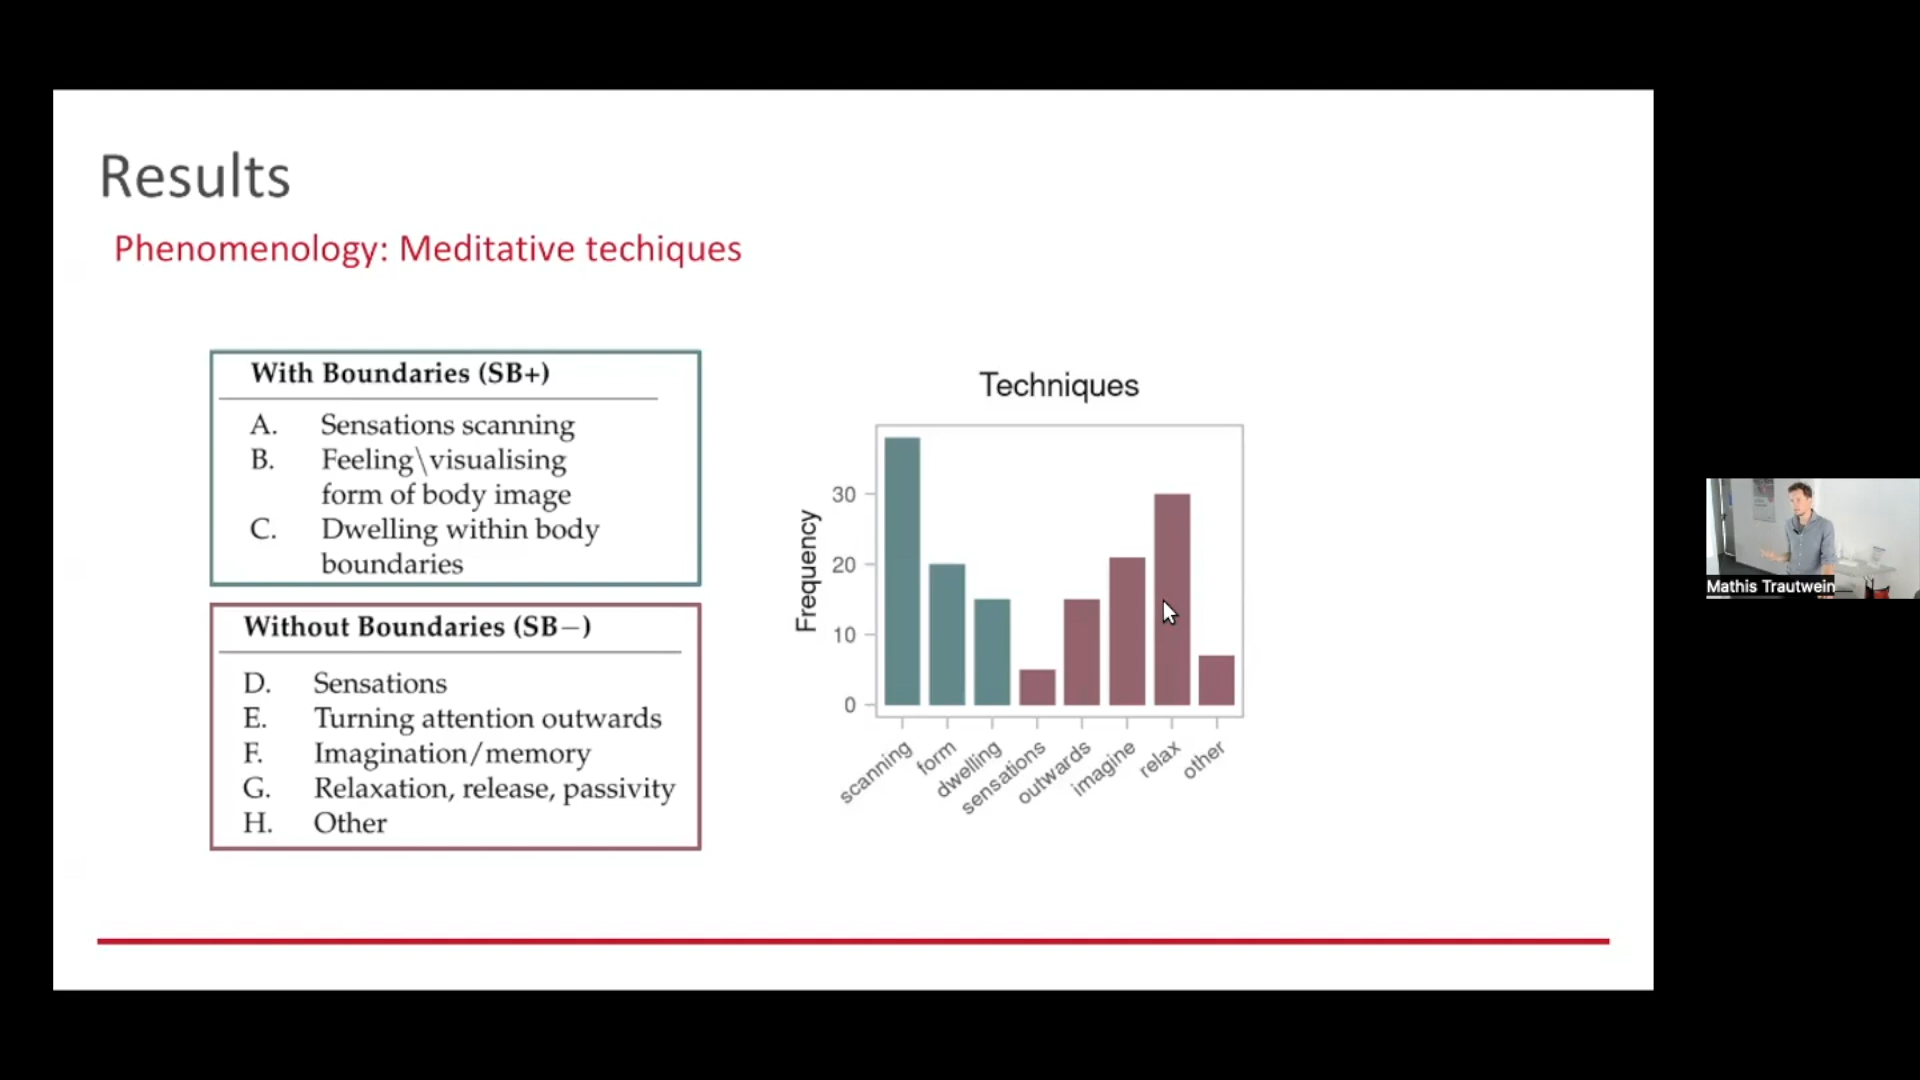 Results
Phenomenology: Meditative techiques
With Boundaries (SB+)
A. Sensations scanning
B. Feeling\visualising
form of body image
C. Dwelling within body
boundaries
Without Boundaries (SB−)
D. Sensations
E. Turning attention outwards
F. Imagination/memory
G. Relaxation, release, passivity
H. Other
Techniques
Frequency
30
20
10
0
scanning
form
dwelling
sensations
outwards
imagine
relax
other
Mathis Trautwein